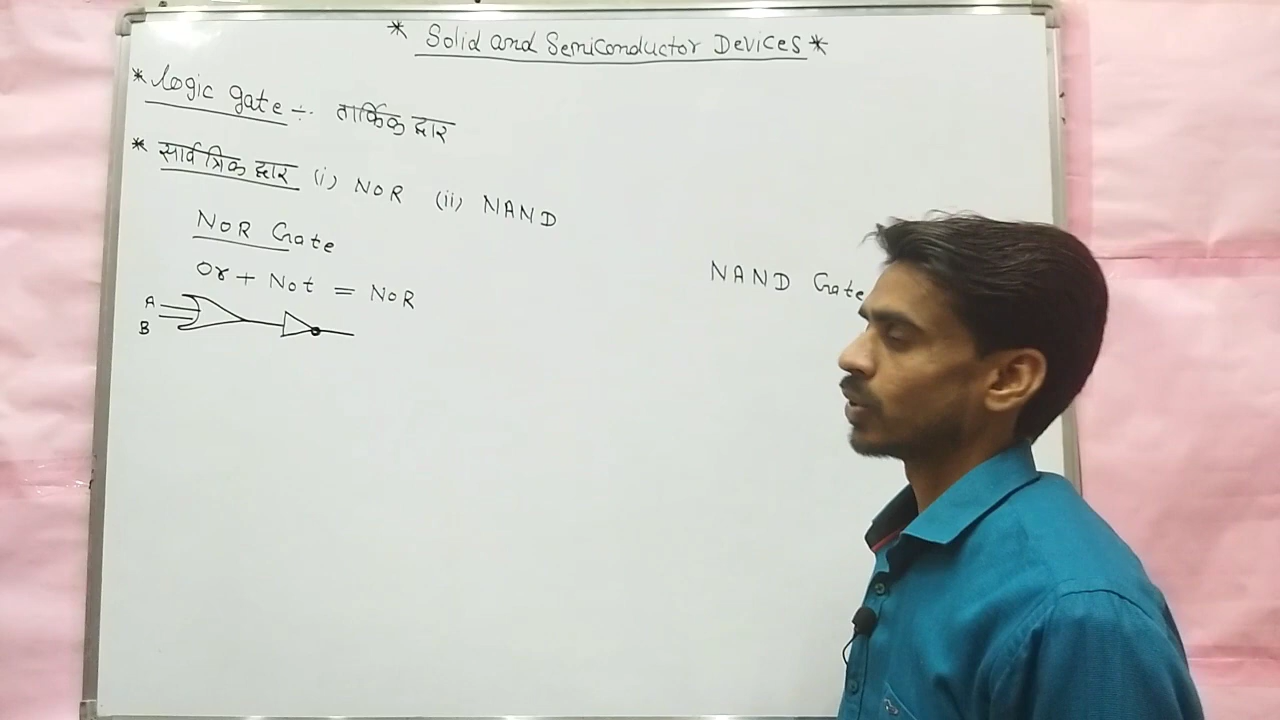 * Solid and Semiconductor Devices *
* Logic gate ÷ तार्किक द्वार
* सार्वत्रिक द्वार (i) NOR (ii) NAND
NOR Gate
Or + Not = NOR
A
B
NAND Gate